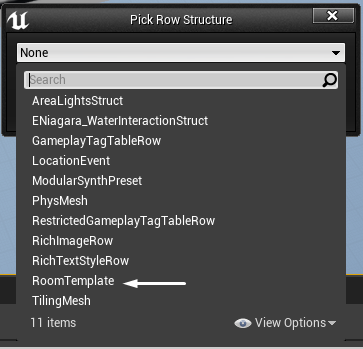 Pick Row Structure
None
Search
AreaLightsStruct
ENiagara_WaterInteractionStruct
GameplayTagTableRow
LocationEvent
ModularSynthPreset
PhysMesh
RestrictedGameplayTagTableRow
RichImageRow
RichTextStyleRow
RoomTemplate
TilingMesh
11 items
View Options